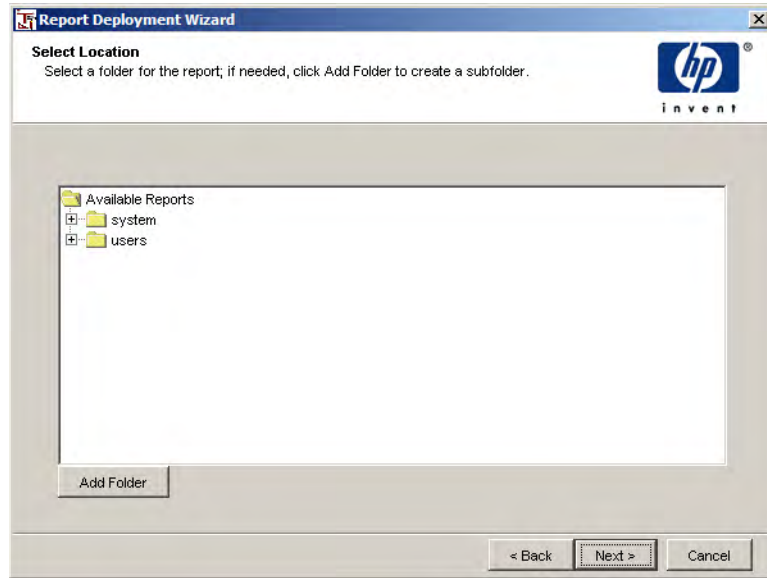 Report Deployment Wizard
Select Location
Select a folder for the report; if needed, click Add Folder to create a subfolder.
hp ®
invent
Available Reports
system
users
Add Folder
< Back Next > Cancel